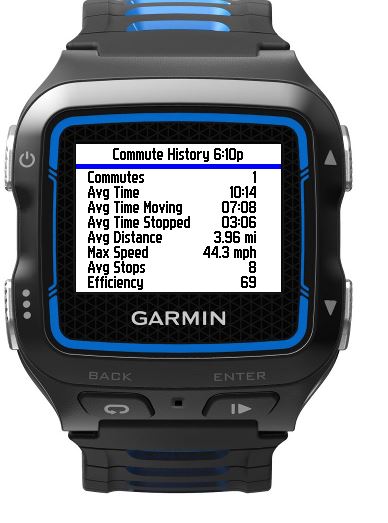 Commute History 6:10p
Commutes 1
Avg Time 10:14
Avg Time Moving 07:08
Avg Time Stopped 03:06
Avg Distance 3.96 mi
Max Speed 44.3 mph
Avg Stops 8
Efficiency 69
GARMIN
BACK ENTER